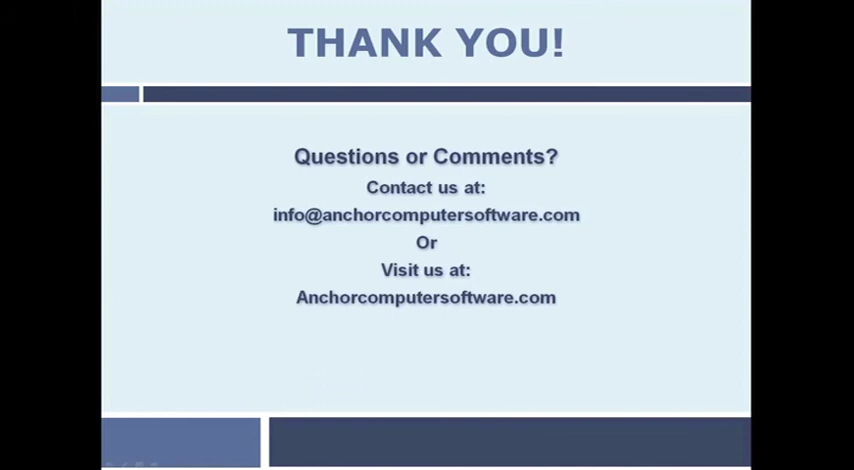 THANK YOU!
Questions or Comments?
Contact us at:
info@anchorcomputersoftware.com
Or
Visit us at:
Anchorcomputersoftware.com